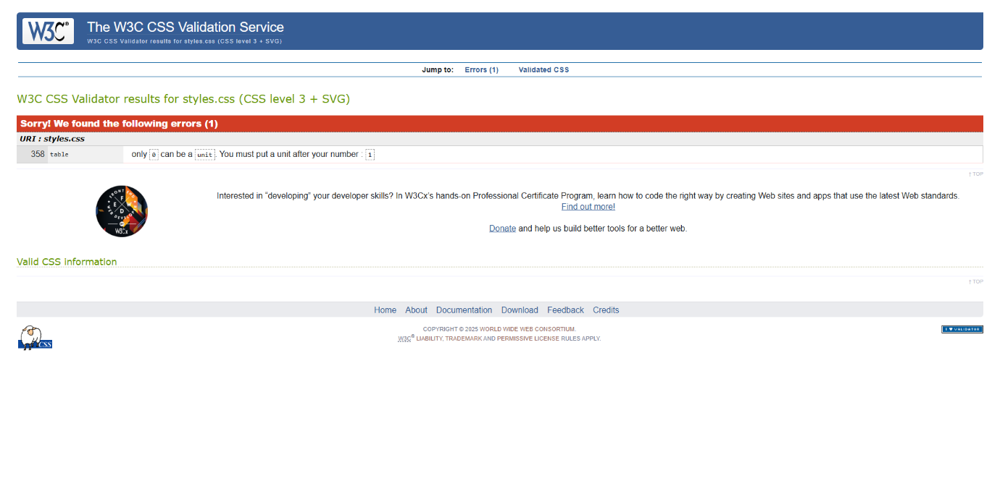 W3C®
The W3C CSS Validation Service
W3C CSS Validator results for styles.css (CSS level 3 + SVG)
Jump to: Errors (1) Validated CSS
W3C CSS Validator results for styles.css (CSS level 3 + SVG)
Sorry! We found the following errors (1)
URI : styles.css
358 table only 0 can be a unit. You must put a unit after your number : 1
↑ TOP
FRONT END
F E W D
WEB DEVELOPER
W3Cx
Interested in “developing” your developer skills? In W3Cx’s hands-on Professional Certificate Program, learn how to code the right way by creating Web sites and apps that use the latest Web standards.
Find out more!
Donate and help us build better tools for a better web.
Valid CSS information
↑ TOP
Home About Documentation Download Feedback Credits
CSS
COPYRIGHT © 2025 WORLD WIDE WEB CONSORTIUM.
W3C® LIABILITY, TRADEMARK AND PERMISSIVE LICENSE RULES APPLY.
I ♥ VALIDATOR